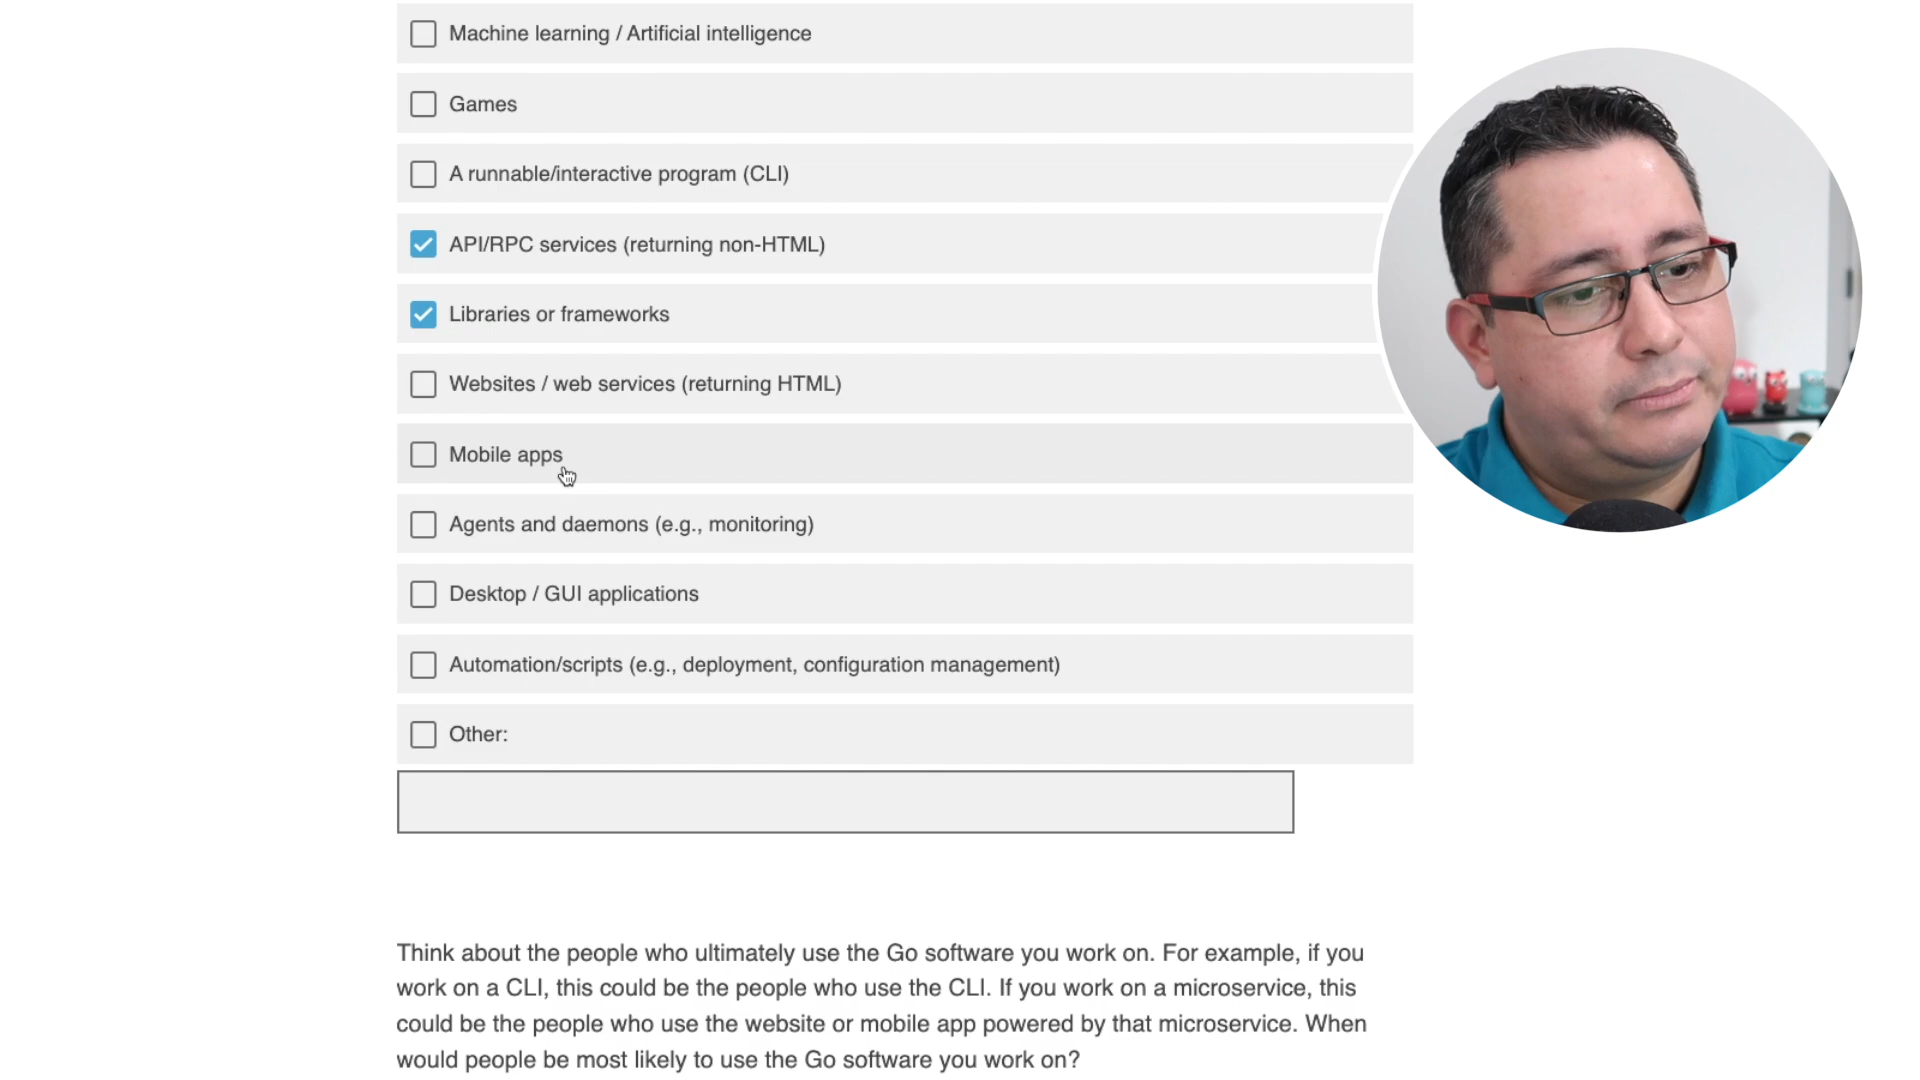 Machine learning / Artificial intelligence
Games
A runnable/interactive program (CLI)
API/RPC services (returning non-HTML)
Libraries or frameworks
Websites / web services (returning HTML)
Mobile apps
Agents and daemons (e.g., monitoring)
Desktop / GUI applications
Automation/scripts (e.g., deployment, configuration management)
Other:
Think about the people who ultimately use the Go software you work on. For example, if you
work on a CLI, this could be the people who use the CLI. If you work on a microservice, this
could be the people who use the website or mobile app powered by that microservice. When
would people be most likely to use the Go software you work on?